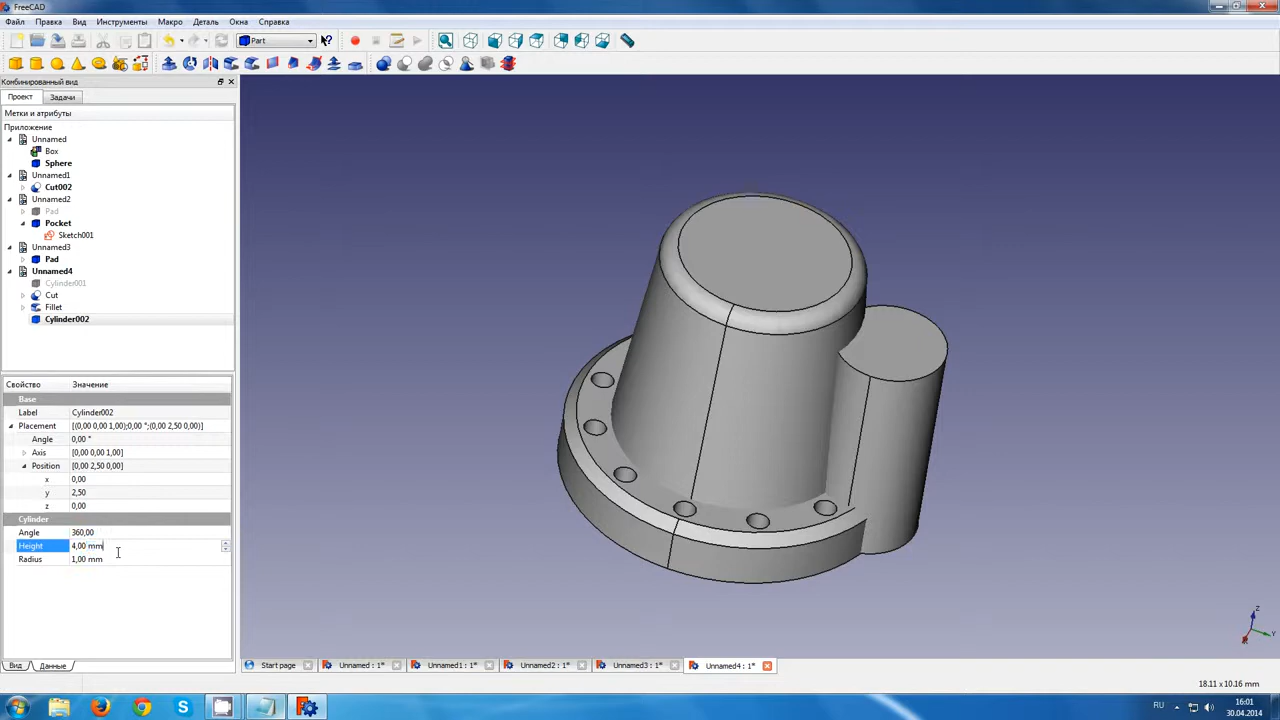 FreeCAD
Файл Правка Вид Инструменты Макро Деталь Окна Справка
Part
Комбинированный вид
Проект Задачи
Метки и атрибуты
Приложение
Unnamed
Box
Sphere
Unnamed1
Cut002
Unnamed2
Pad
Pocket
Sketch001
Unnamed3
Pad
Unnamed4
Cylinder001
Cut
Fillet
Cylinder002
Свойство Значение
Base
Label Cylinder002
Placement [(0,00 0,00 1,00);0,00 °;(0,00 2,50 0,00)]
Angle 0,00 °
Axis [0,00 0,00 1,00]
Position [0,00 2,50 0,00]
x 0,00
y 2,50
z 0,00
Cylinder
Angle 360,00
Height 4,00 mm
Radius 1,00 mm
Z
Y
Вид Данные
Start page Unnamed : 1* Unnamed1 : 1* Unnamed2 : 1* Unnamed3 : 1* Unnamed4 : 1*
18.11 x 10.16 mm
RU
16:01
30.04.2014